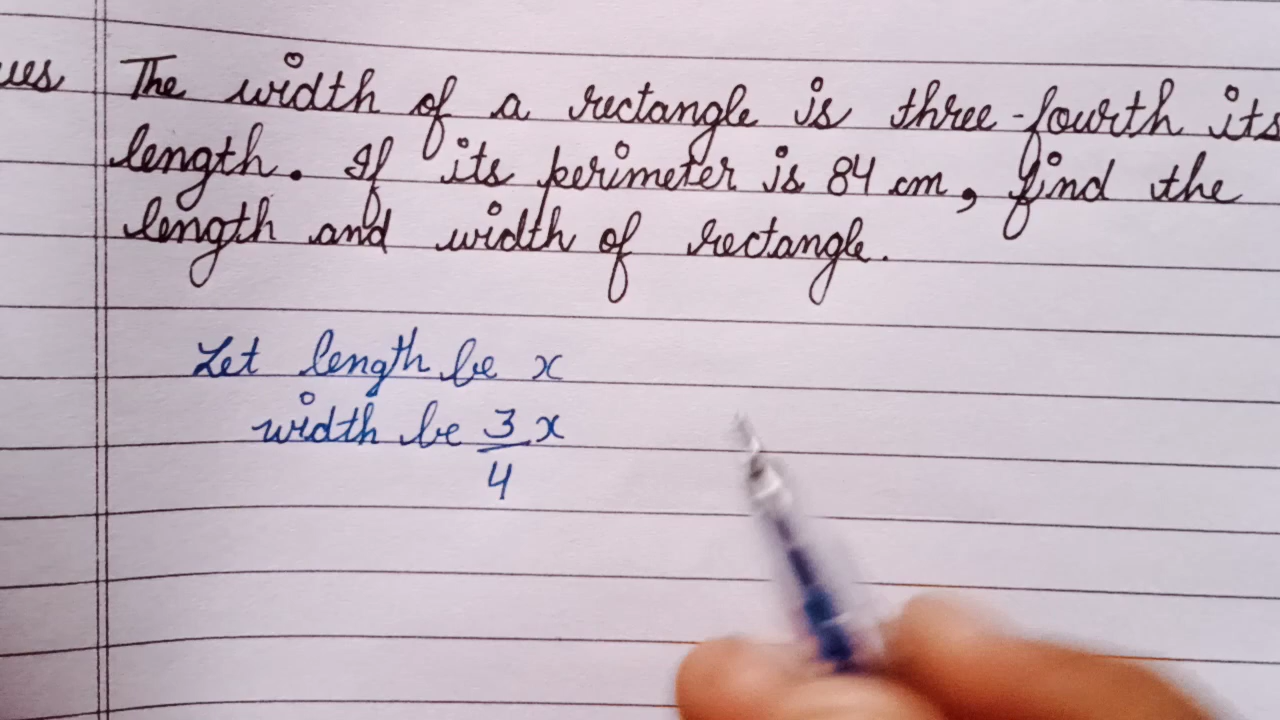 ues The width of a rectangle is three-fourth its
length. If its perimeter is 84 cm, find the
length and width of rectangle.
Let length be x
width be 3/4 x